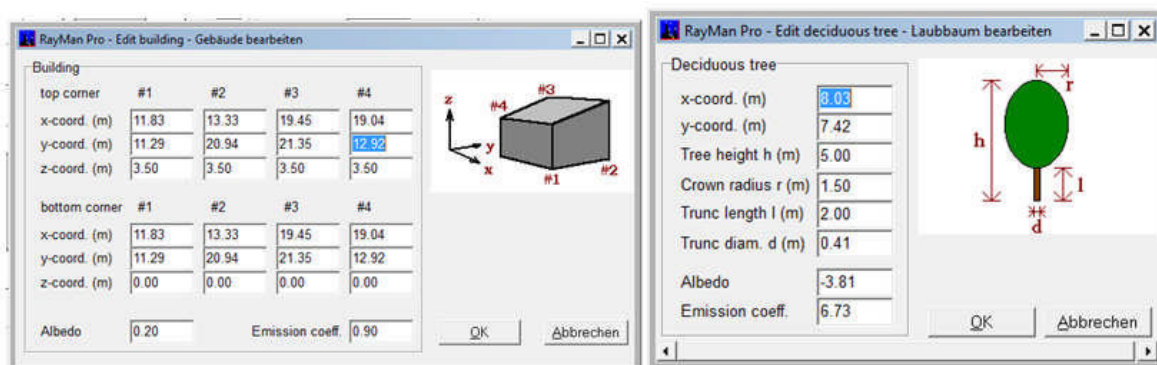 RayMan Pro - Edit building - Gebäude bearbeiten
Building
top corner #1 #2 #3 #4
x-coord. (m) 11.83 13.33 19.45 19.04
y-coord. (m) 11.29 20.94 21.35 12.92
z-coord. (m) 3.50 3.50 3.50 3.50
bottom corner #1 #2 #3 #4
x-coord. (m) 11.83 13.33 19.45 19.04
y-coord. (m) 11.29 20.94 21.35 12.92
z-coord. (m) 0.00 0.00 0.00 0.00
Albedo 0.20 Emission coeff. 0.90
z #4 #3
y
x #1 #2
OK Abbrechen
RayMan Pro - Edit deciduous tree - Laubbaum bearbeiten
Deciduous tree
x-coord. (m) 8.03
y-coord. (m) 7.42
Tree height h (m) 5.00
Crown radius r (m) 1.50
Trunc length l (m) 2.00
Trunc diam. d (m) 0.41
Albedo -3.81
Emission coeff. 6.73
r
h
l
d
OK Abbrechen